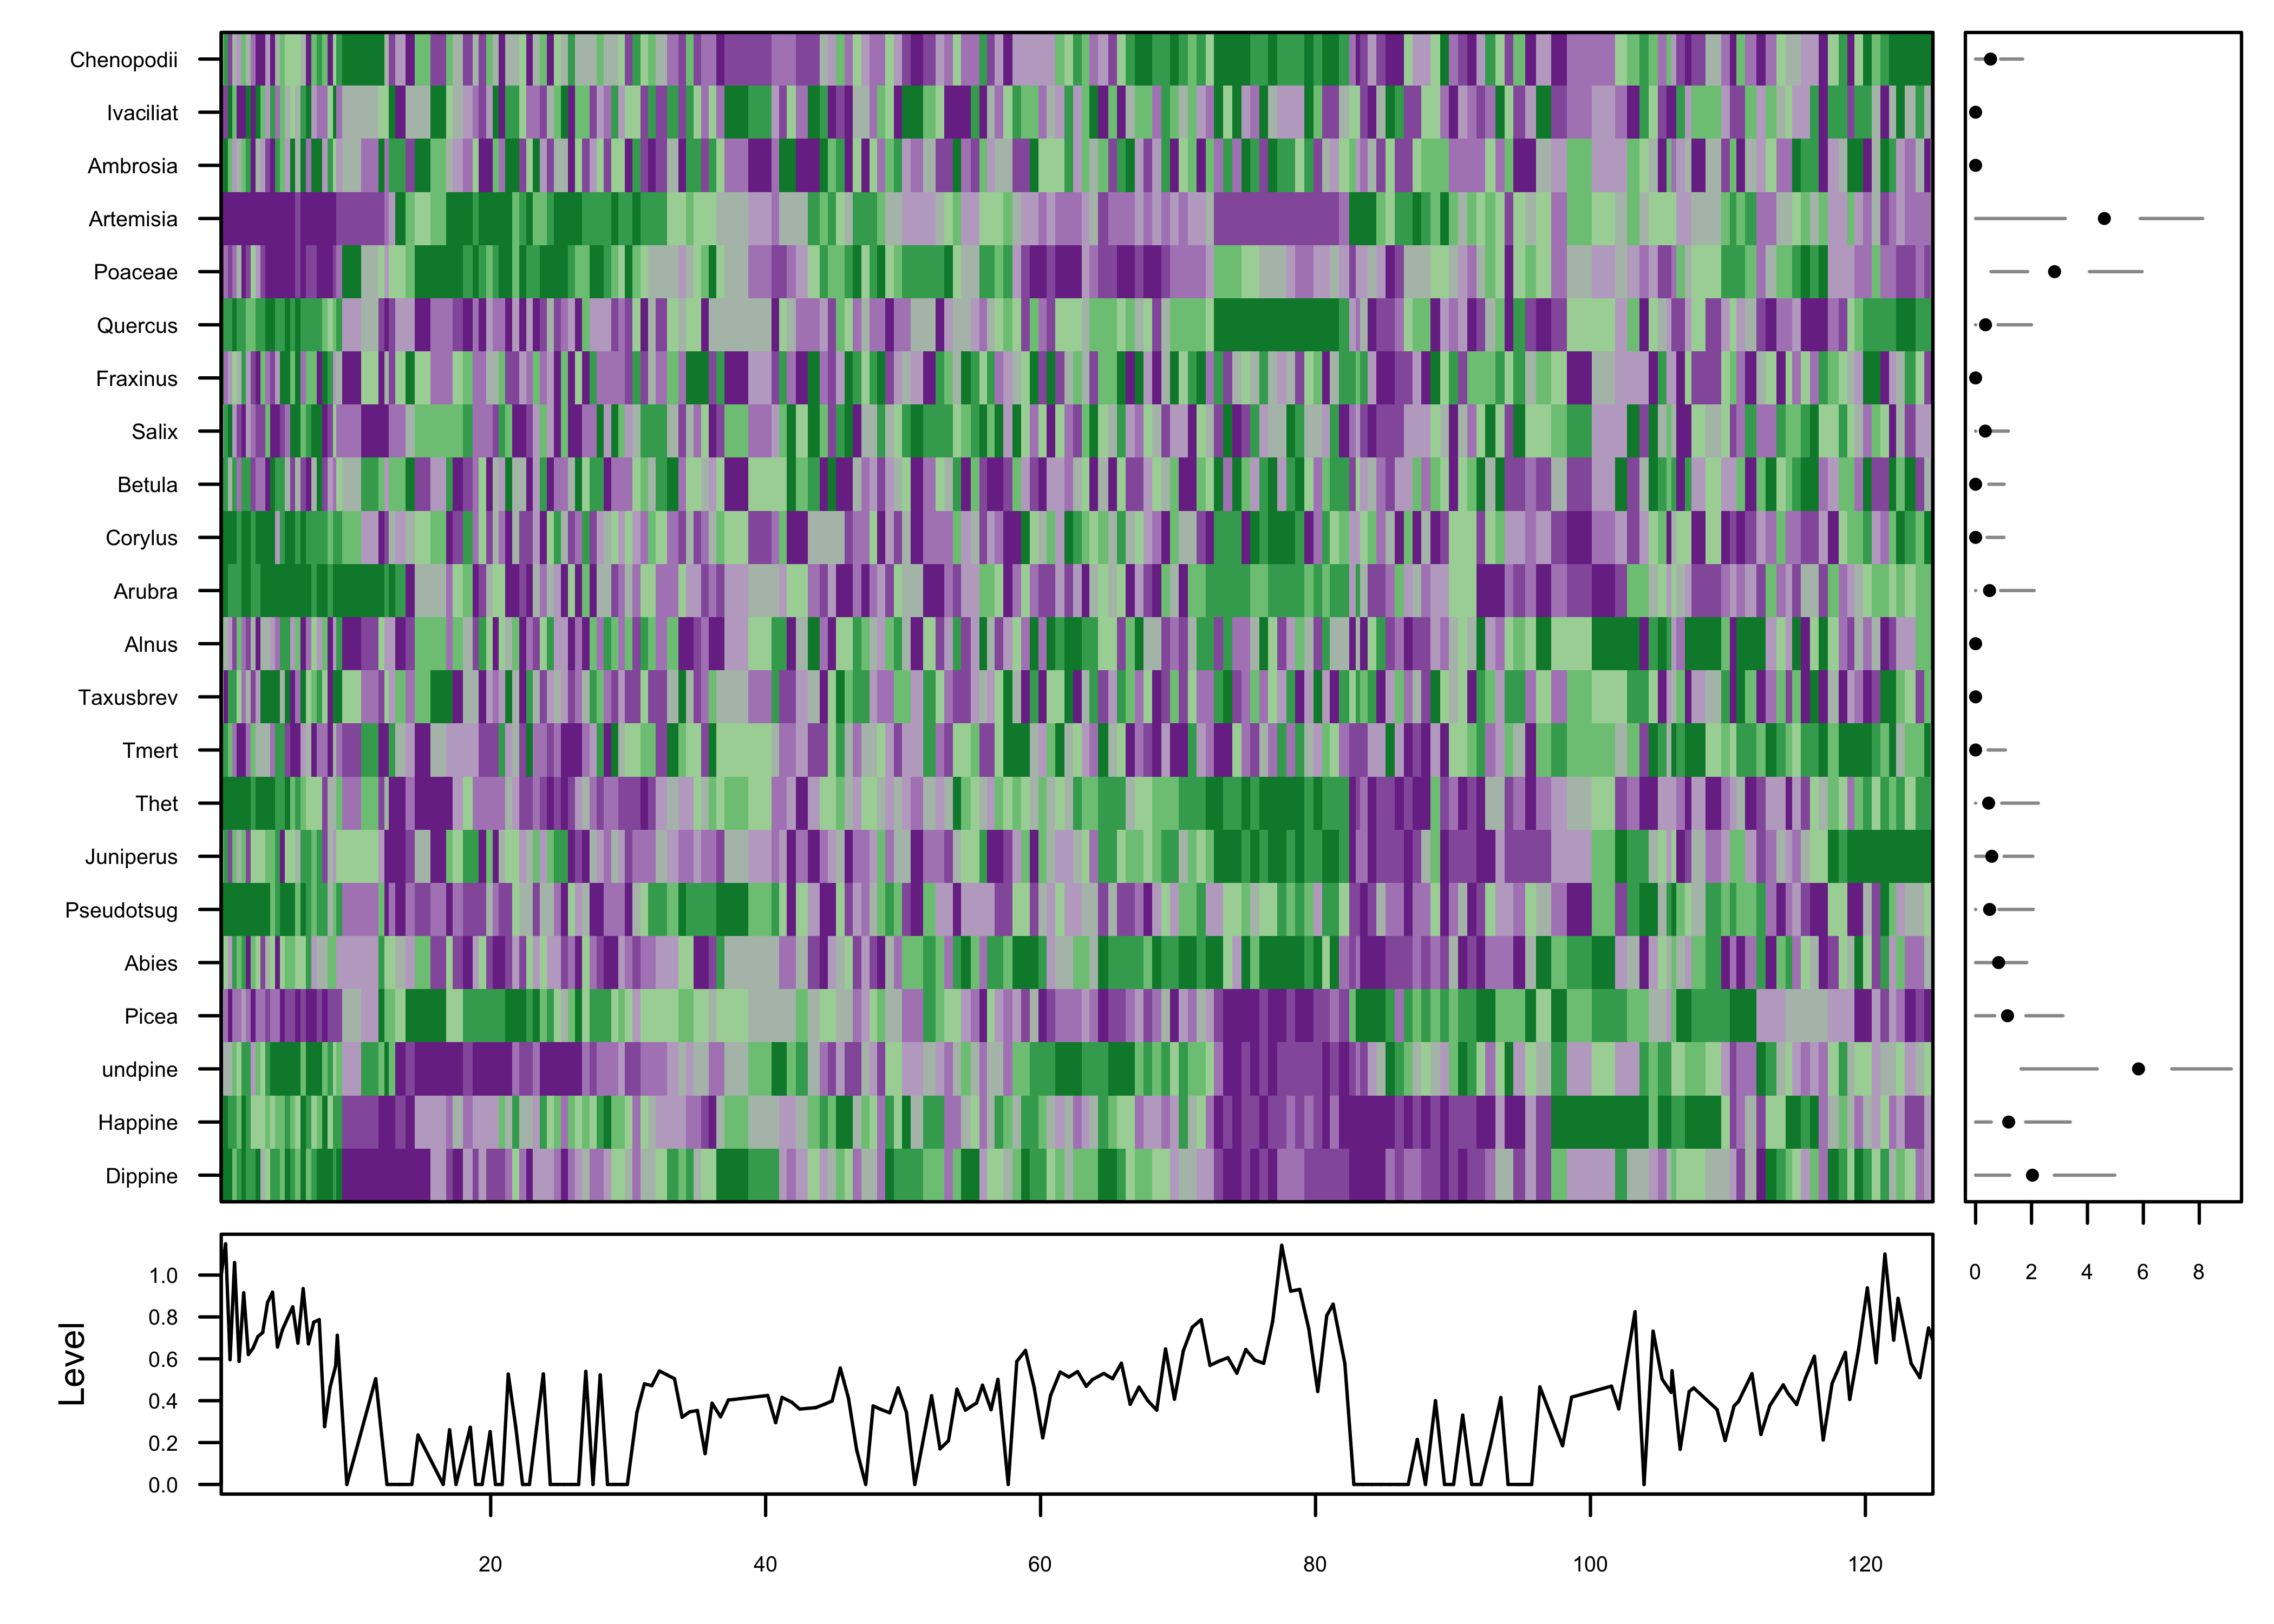 Chenopodii
Ivaciliat
Ambrosia
Artemisia
Poaceae
Quercus
Fraxinus
Salix
Betula
Corylus
Arubra
Alnus
Taxusbrev
Tmert
Thet
Juniperus
Pseudotsug
Abies
Picea
undpine
Happine
Dippine
0 2 4 6 8
Level
1.0
0.8
0.6
0.4
0.2
0.0
20 40 60 80 100 120